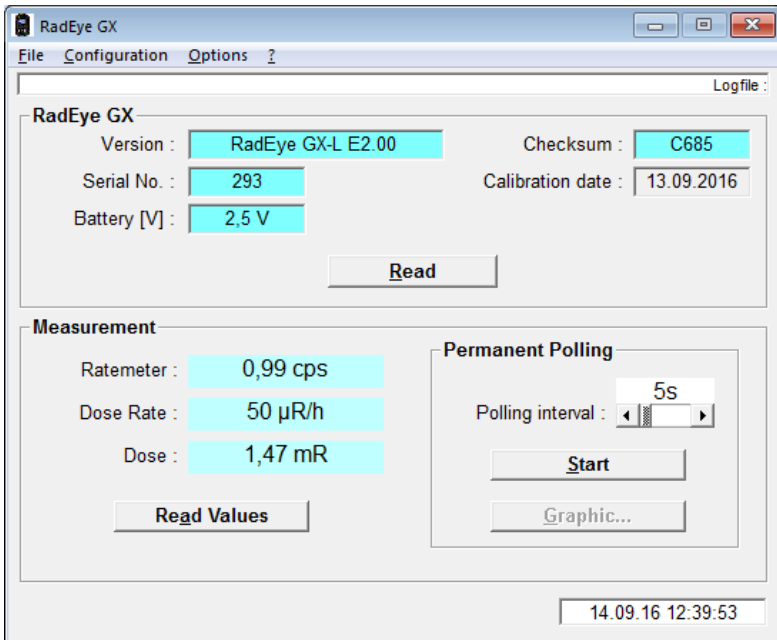 RadEye GX
File Configuration Options ?
Logfile :
RadEye GX
Version : RadEye GX-L E2.00 Checksum : C685
Serial No. : 293 Calibration date : 13.09.2016
Battery [V] : 2,5 V
Read
Measurement
Permanent Polling
Ratemeter : 0,99 cps
5s
Dose Rate : 50 µR/h Polling interval :
Dose : 1,47 mR
Start
Read Values
Graphic...
14.09.16 12:39:53